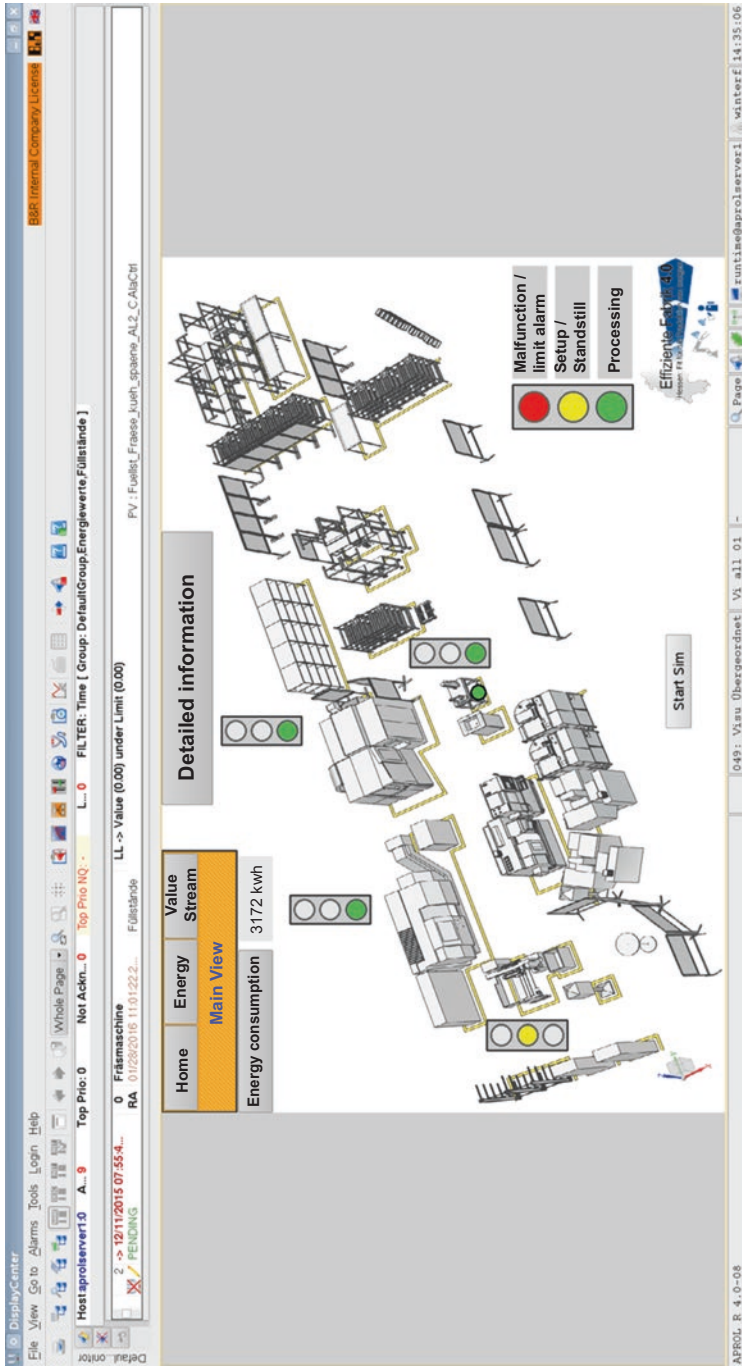 DisplayCenter
File View Go to Alarms Tools Login Help
B&R Internal Company License
Whole Page
Host aprolserver1:0 A... 9 Top Prio: 0 Not Ackn... 0 Top Prio NQ: - L... 0 FILTER: Time [ Group: DefaultGroup,Energiewerte,Füllstände ]
2 -> 12/11/2015 07:55:4... 0 Fräsmaschine LL -> Value (0.00) under Limit (0.00)
PENDING RA 01/28/2016 11:01:22.2... Füllstände PV : Fuellst_Fraese_kueh_spaene_AL2_C.AlaCtrl
Home Energy Value Stream
Main View
Detailed information
Energy consumption 3172 kwh
Malfunction /
limit alarm
Setup /
Standstill
Processing
Start Sim
Effiziente Fabrik 4.0
APROL R 4.0-08 049: Visu Übergeordnet Vi all 01 - Page runtime@aprolserver1 winterf 14:35:06